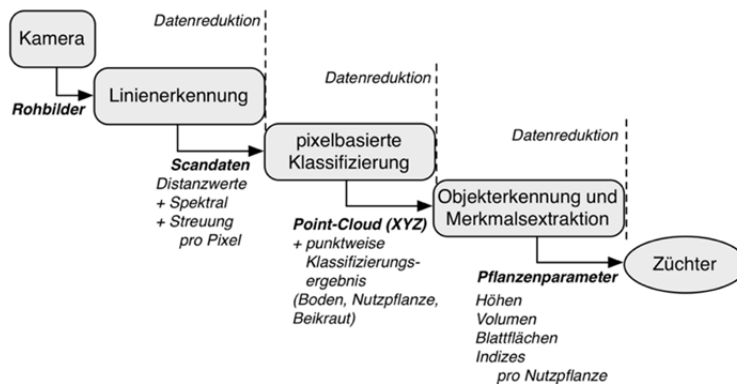 Datenreduktion
Kamera
Rohbilder
Linienerkennung
Datenreduktion
Scandaten
Distanzwerte
+ Spektral
+ Streuung
pro Pixel
pixelbasierte
Klassifizierung
Datenreduktion
Point-Cloud (XYZ)
+ punktweise
Klassifizierungs-
ergebnis
(Boden, Nutzpflanze,
Beikraut)
Objekterkennung und
Merkmalsextraktion
Pflanzenparameter
Höhen
Volumen
Blattflächen
Indizes
pro Nutzpflanze
Züchter